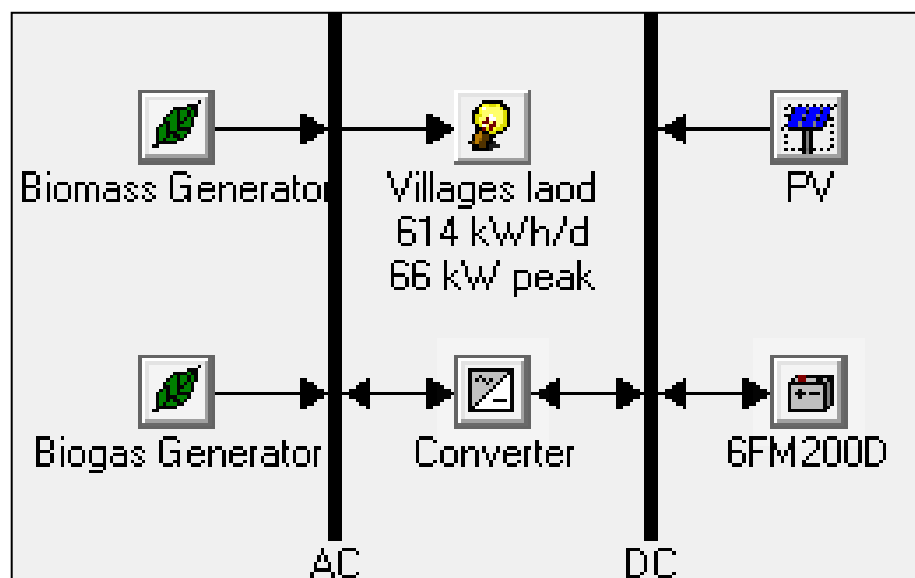 Biomass Generator
Villages laod
614 kWh/d
66 kW peak
PV
Biogas Generator
Converter
6FM200D
AC
DC